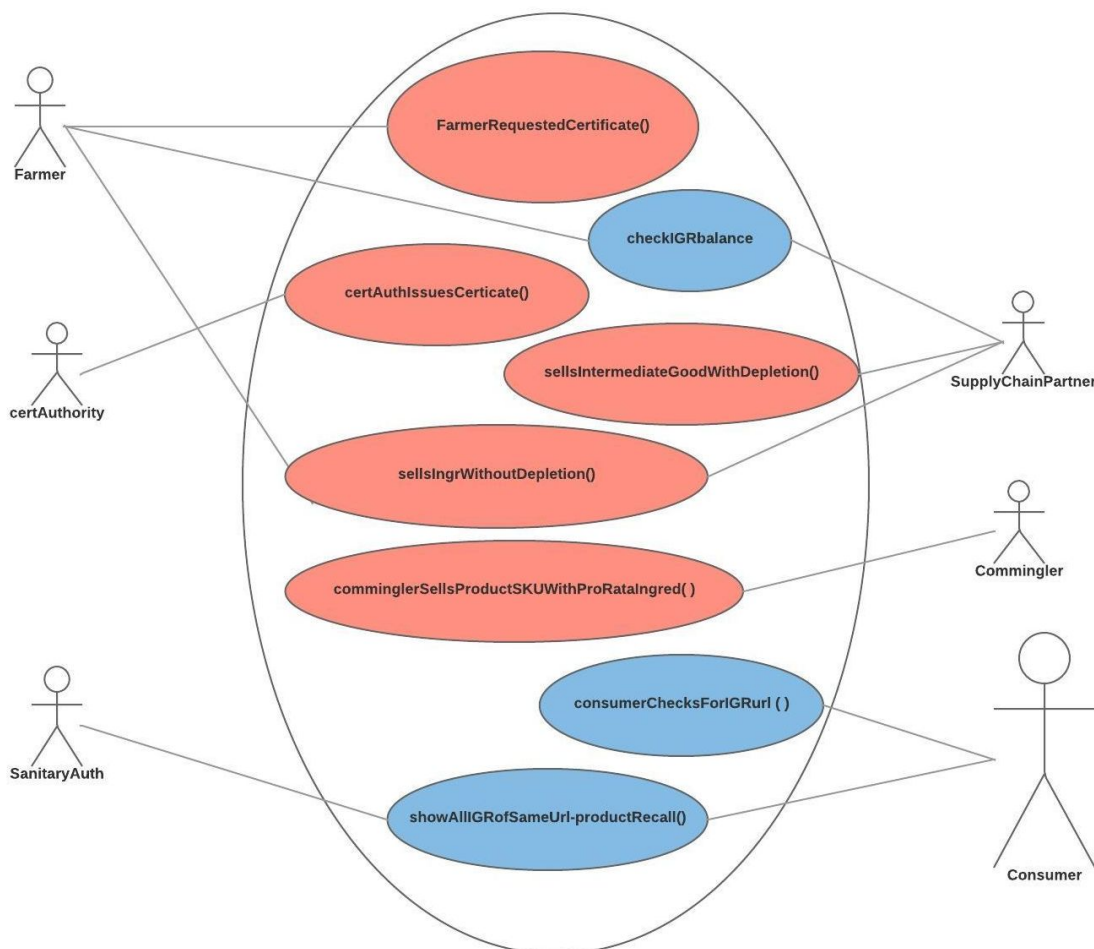 FarmerRequestedCertificate()
Farmer
checkIGRbalance
certAuthIssuesCerticate()
sellsIntermediateGoodWithDepletion()
SupplyChainPartner
certAuthority
sellsIngrWithoutDepletion()
Commingler
comminglerSellsProductSKUWithProRataIngred( )
consumerChecksForIGRurl ( )
SanitaryAuth
showAllIGRofSameUrl-productRecall()
Consumer